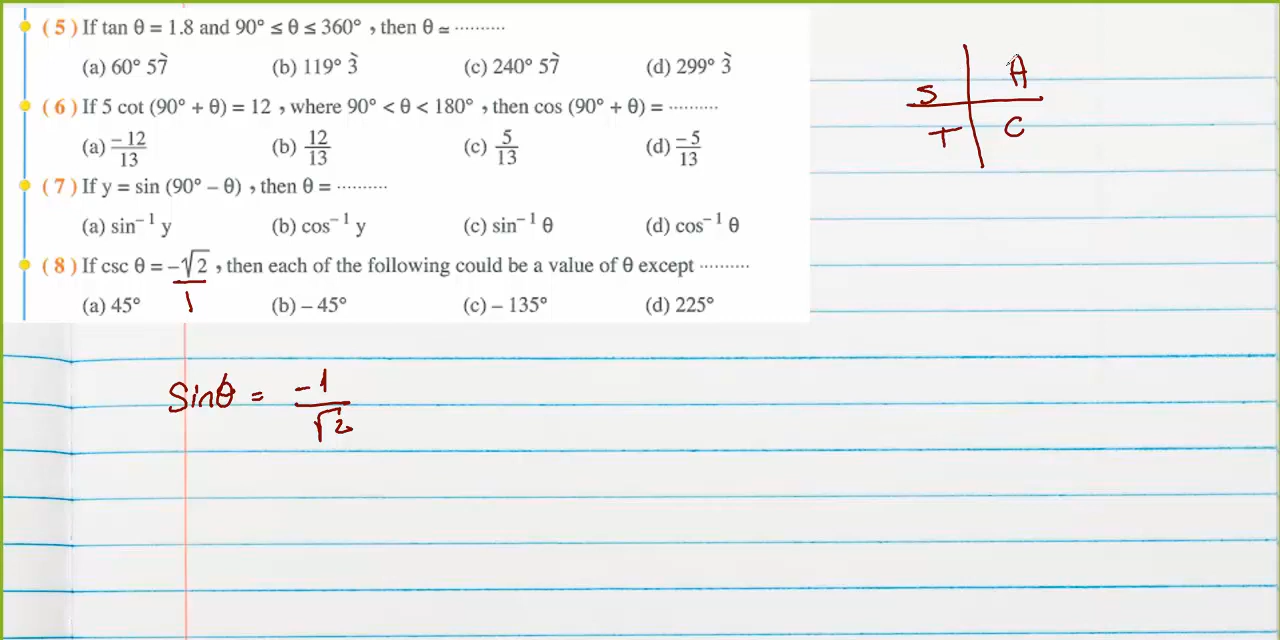 (5) If tan θ = 1.8 and 90° ≤ θ ≤ 360° , then θ ≃ ..........
(a) 60° 57̀ (b) 119° 3̀ (c) 240° 57̀ (d) 299° 3̀
(6) If 5 cot (90° + θ) = 12 , where 90° < θ < 180° , then cos (90° + θ) = ..........
(a) −12/13 (b) 12/13 (c) 5/13 (d) −5/13
(7) If y = sin (90° − θ) , then θ = ..........
(a) sin⁻¹ y (b) cos⁻¹ y (c) sin⁻¹ θ (d) cos⁻¹ θ
(8) If csc θ = −√2 , then each of the following could be a value of θ except ..........
1
(a) 45° (b) − 45° (c) − 135° (d) 225°
S A
T C
Sinθ = −1/√2